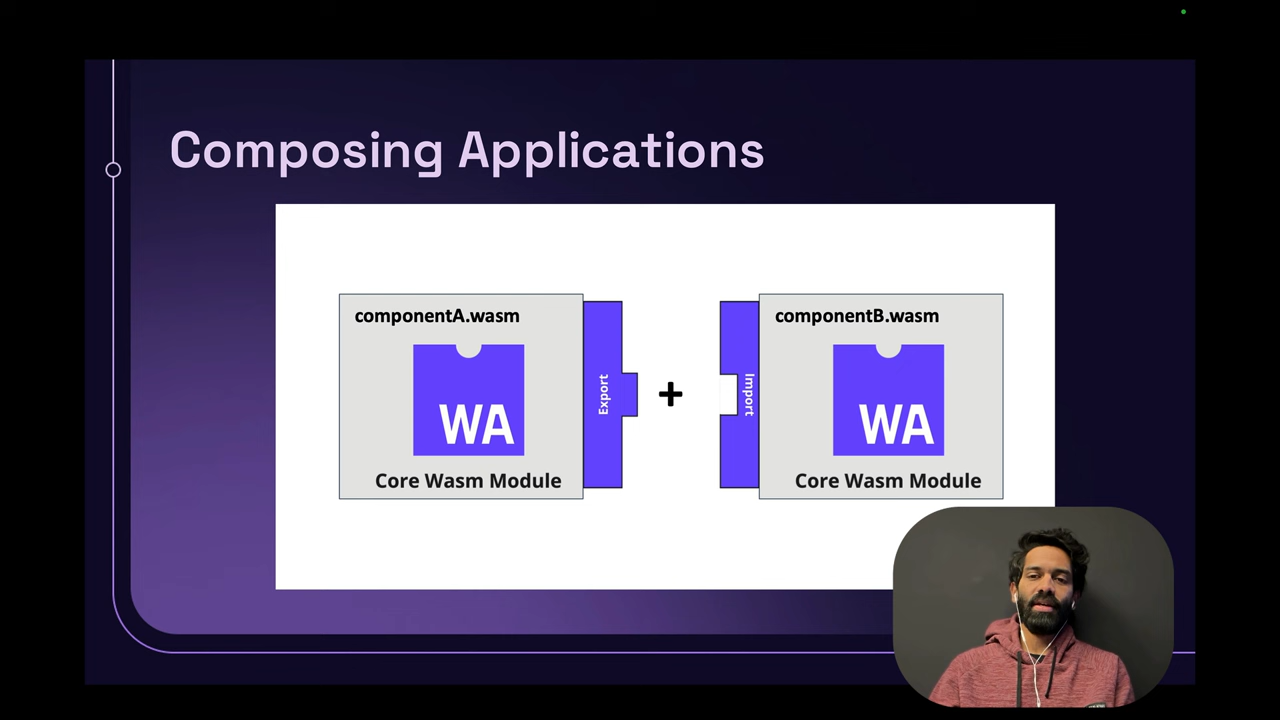 Composing Applications
componentA.wasm
WA
Core Wasm Module
Export
+
Import
componentB.wasm
WA
Core Wasm Module